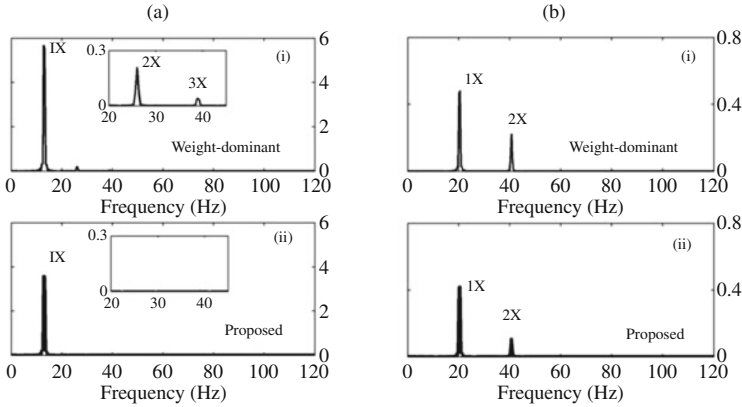 (a)
(b)
IX
(i)
6
4
2
0
0.3
0
2X
3X
20 30 40
Weight-dominant
0 20 40 60 80 100 120
Frequency (Hz)
1X
2X
(i)
0.8
0.4
0
Weight-dominant
0 20 40 60 80 100 120
Frequency (Hz)
IX
(ii)
6
4
2
0
0.3
0
20 30 40
Proposed
0 20 40 60 80 100 120
Frequency (Hz)
1X
2X
(ii)
0.8
0.4
0
Proposed
0 20 40 60 80 100 120
Frequency (Hz)